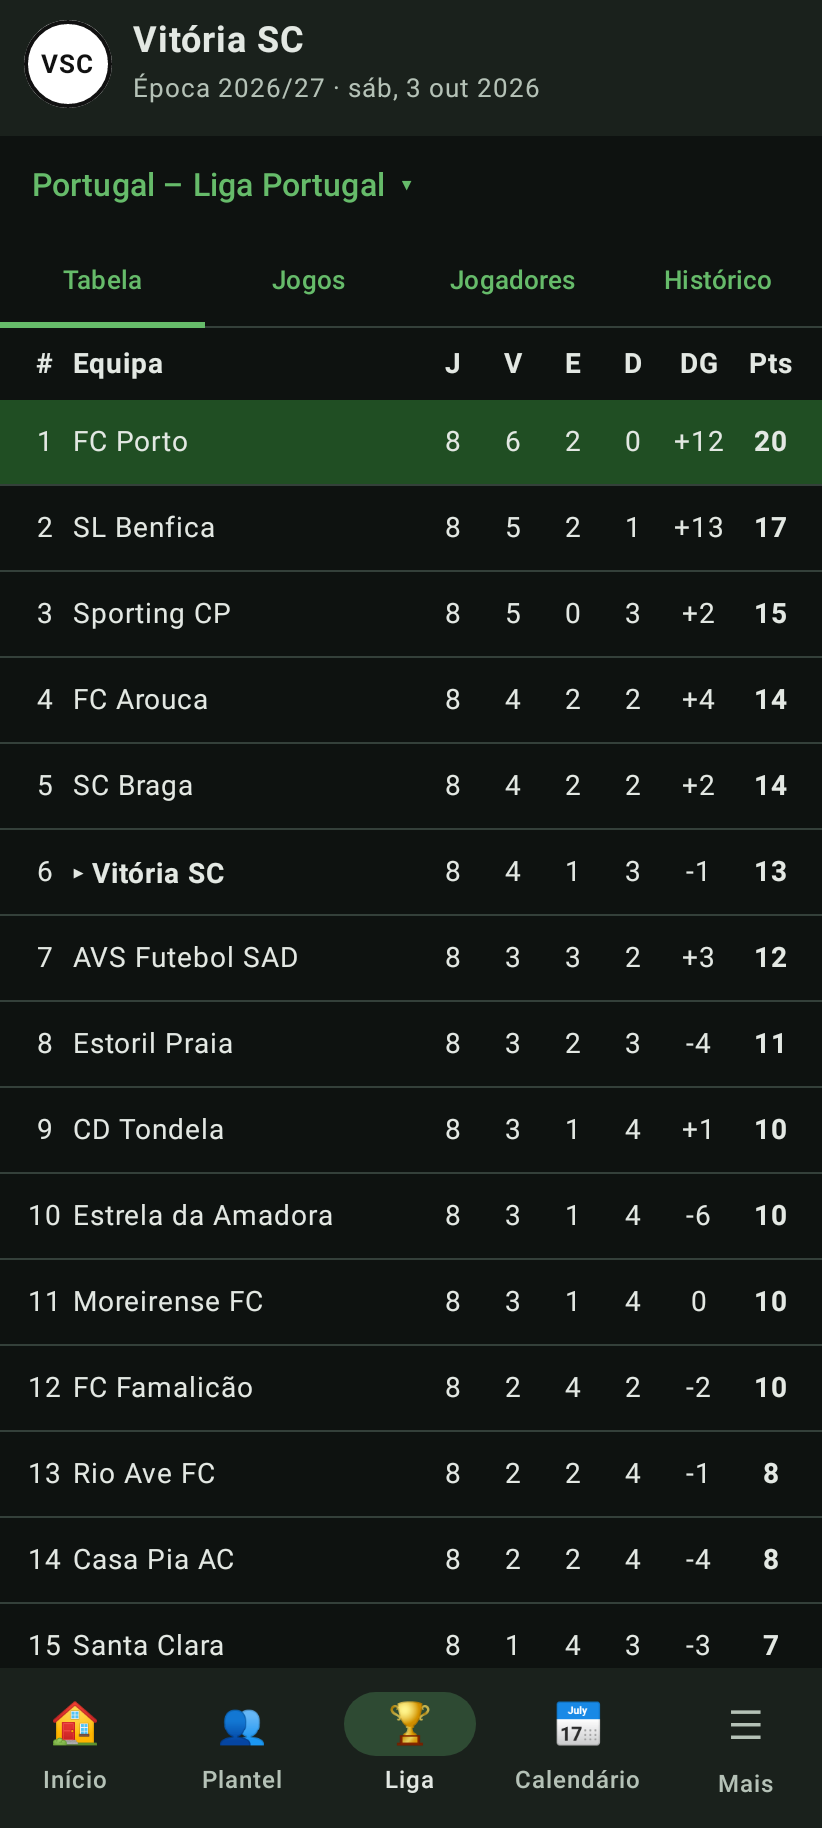 VSC
Vitória SC
Época 2026/27 · sáb, 3 out 2026
Portugal – Liga Portugal ▾
Tabela Jogos Jogadores Histórico
# Equipa J V E D DG Pts
1 FC Porto 8 6 2 0 +12 20
2 SL Benfica 8 5 2 1 +13 17
3 Sporting CP 8 5 0 3 +2 15
4 FC Arouca 8 4 2 2 +4 14
5 SC Braga 8 4 2 2 +2 14
6 ▸ Vitória SC 8 4 1 3 -1 13
7 AVS Futebol SAD 8 3 3 2 +3 12
8 Estoril Praia 8 3 2 3 -4 11
9 CD Tondela 8 3 1 4 +1 10
10 Estrela da Amadora 8 3 1 4 -6 10
11 Moreirense FC 8 3 1 4 0 10
12 FC Famalicão 8 2 4 2 -2 10
13 Rio Ave FC 8 2 2 4 -1 8
14 Casa Pia AC 8 2 2 4 -4 8
15 Santa Clara 8 1 4 3 -3 7
July
17
Início Plantel Liga Calendário Mais